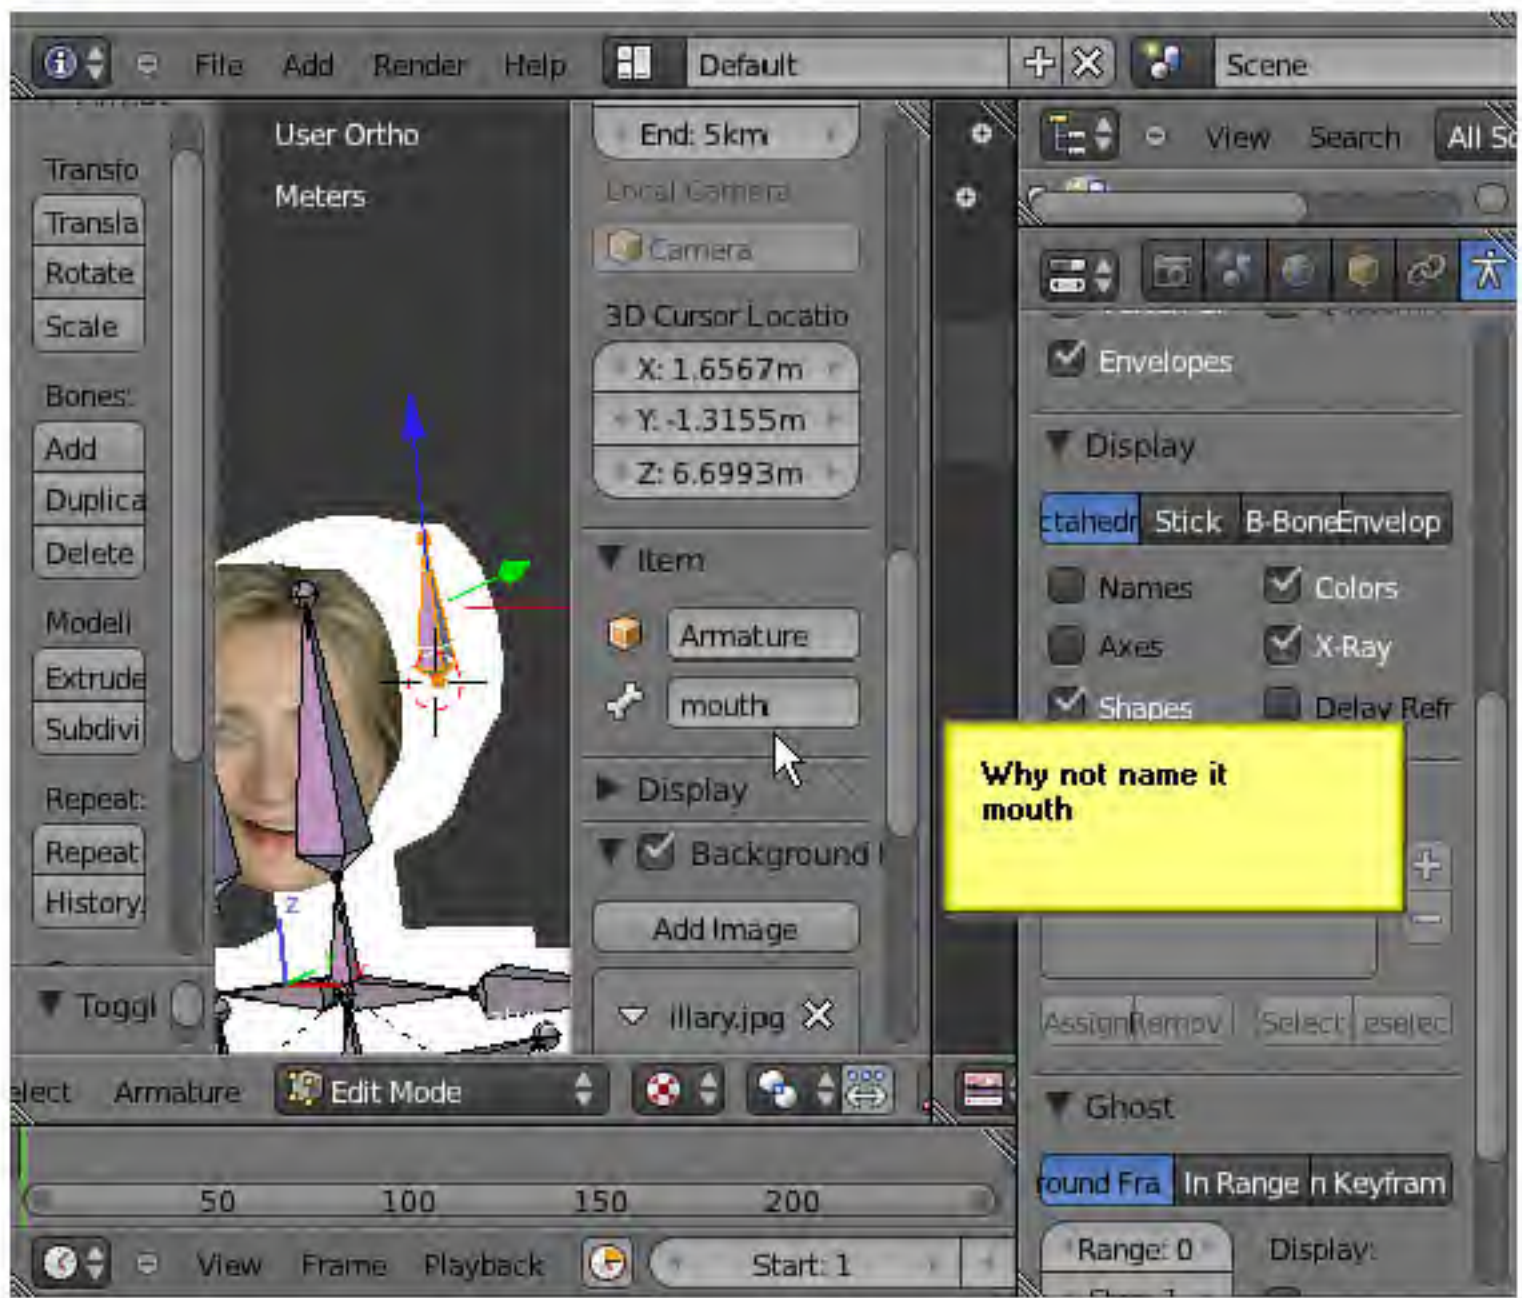 File Add Render Help Default Scene
User Ortho
Meters
Transfo
Transla
Rotate
Scale
Bones:
Add
Duplica
Delete
Modeli
Extrude
Subdivi
Repeat:
Repeat
History.
Toggl
End: 5km
Local Camera
Camera
3D Cursor Locatio
X: 1.6567m
Y: -1.3155m
Z: 6.6993m
Item
Armature
mouth
Display
Background
Add Image
illary.jpg
View Search All Sc
Envelopes
Display
ctahedr Stick B-Bone Envelop
Names Colors
Axes X-Ray
Shapes Delay Refr
Why not name it
mouth
Assign Remov Select eselec
Ghost
round Fra In Range n Keyfram
Range: 0 Display:
elect Armature Edit Mode
50 100 150 200
View Frame Playback Start: 1